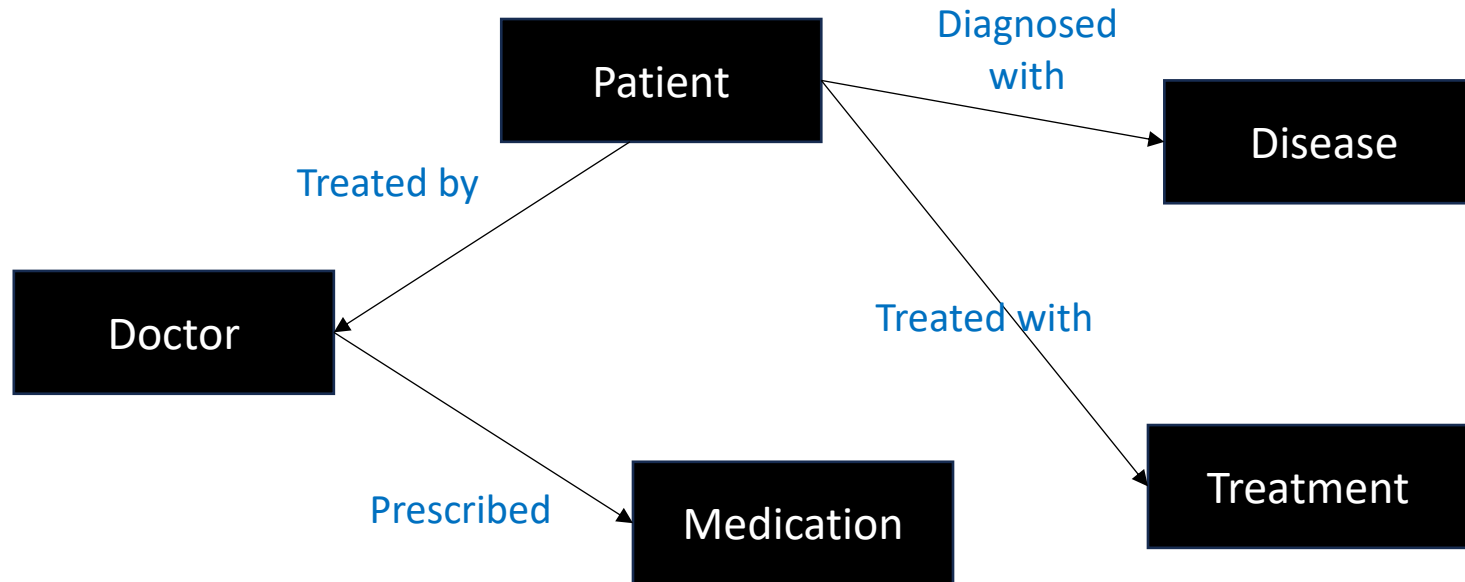 Diagnosed
with
Patient
Disease
Treated by
Treated with
Doctor
Treatment
Prescribed
Medication